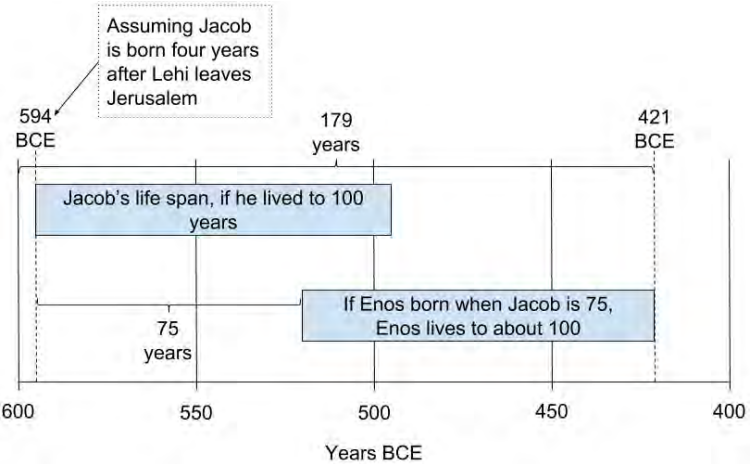 Assuming Jacob
is born four years
after Lehi leaves
Jerusalem
594
BCE
179
years
421
BCE
Jacob's life span, if he lived to 100
years
If Enos born when Jacob is 75,
Enos lives to about 100
75
years
600
550
500
450
400
Years BCE